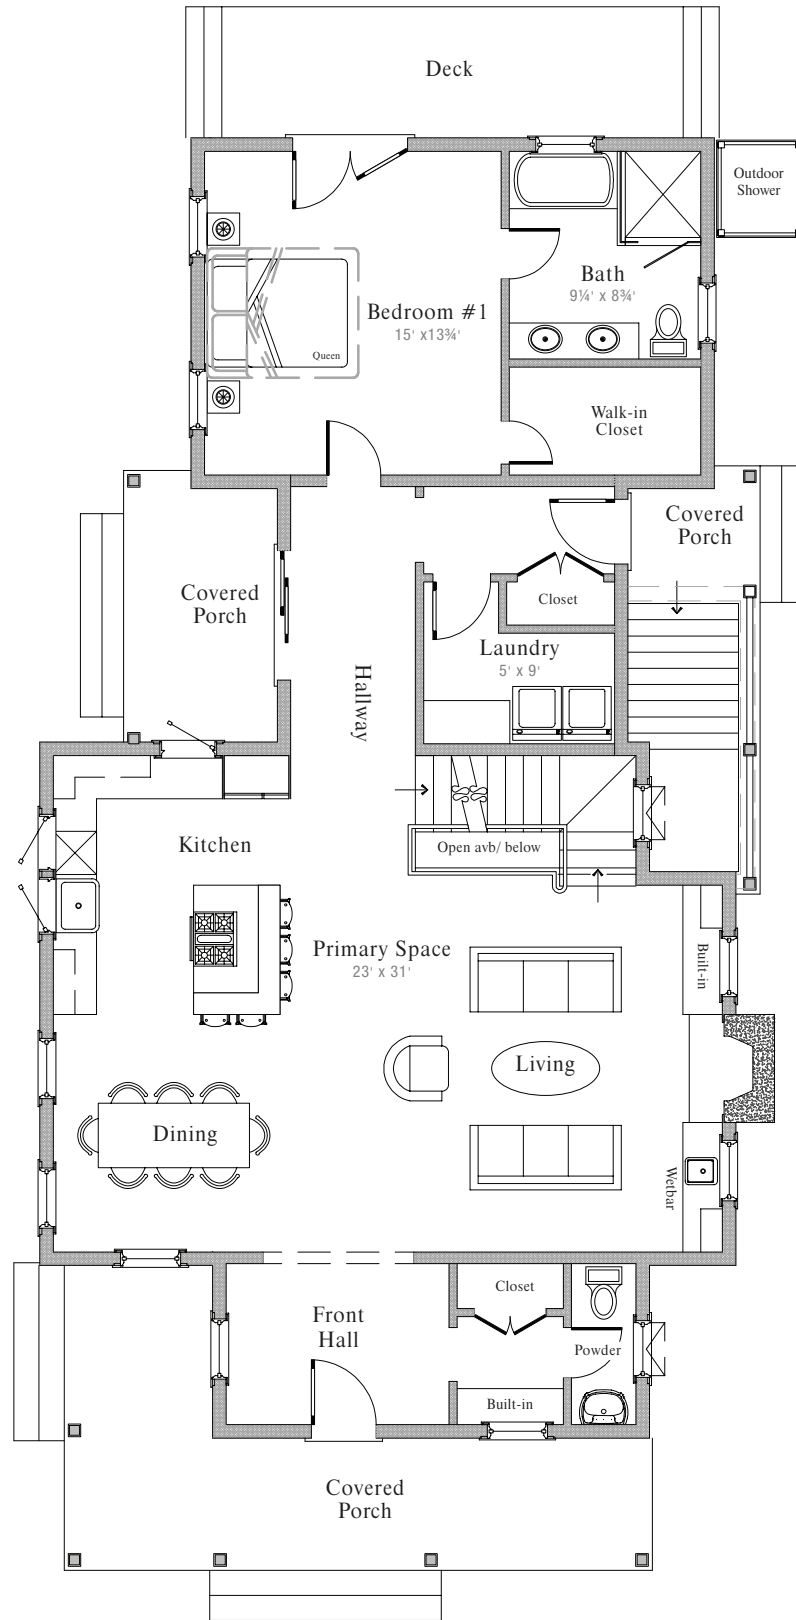 Deck
Outdoor
Shower
Bath
9¼' x 8¾'
Bedroom #1
15' x13¾'
Queen
Walk-in
Closet
Covered
Porch
Covered
Porch
Closet
Laundry
5' x 9'
Hallway
Kitchen
Open avb/ below
Primary Space
23' x 31'
Built-in
Living
Dining
Wetbar
Closet
Front
Hall
Powder
Built-in
Covered
Porch